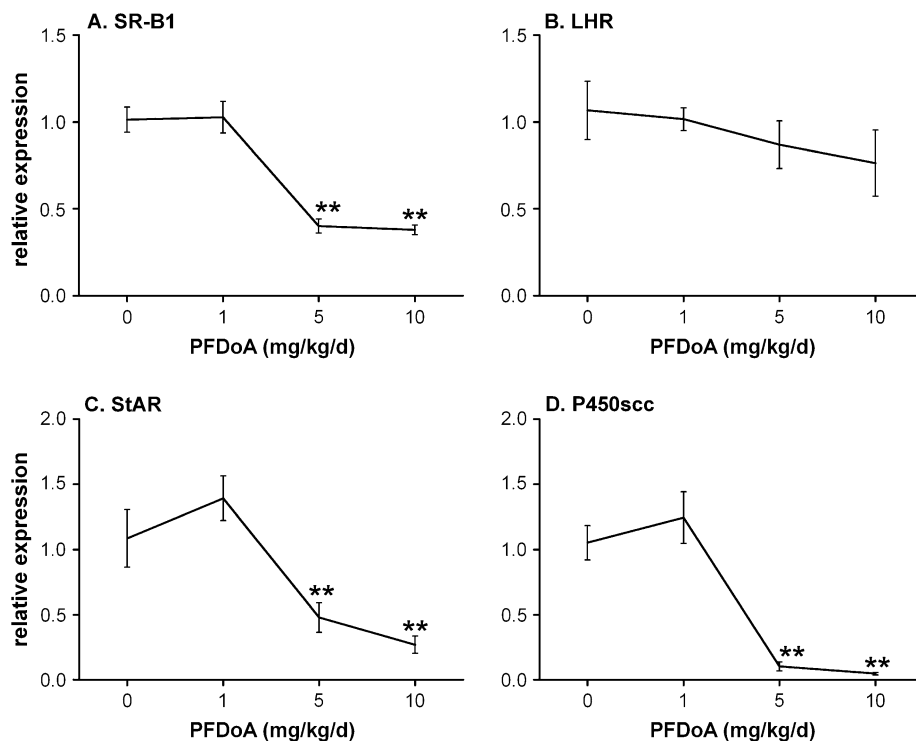 A. SR-B1
relative expression
1.5
1.0
0.5
0.0
** **
0 1 5 10
PFDoA (mg/kg/d)
B. LHR
1.5
1.0
0.5
0.0
0 1 5 10
PFDoA (mg/kg/d)
C. StAR
relative expression
2.0
1.5
1.0
0.5
0.0
** **
0 1 5 10
PFDoA (mg/kg/d)
D. P450scc
2.0
1.5
1.0
0.5
0.0
** **
0 1 5 10
PFDoA (mg/kg/d)